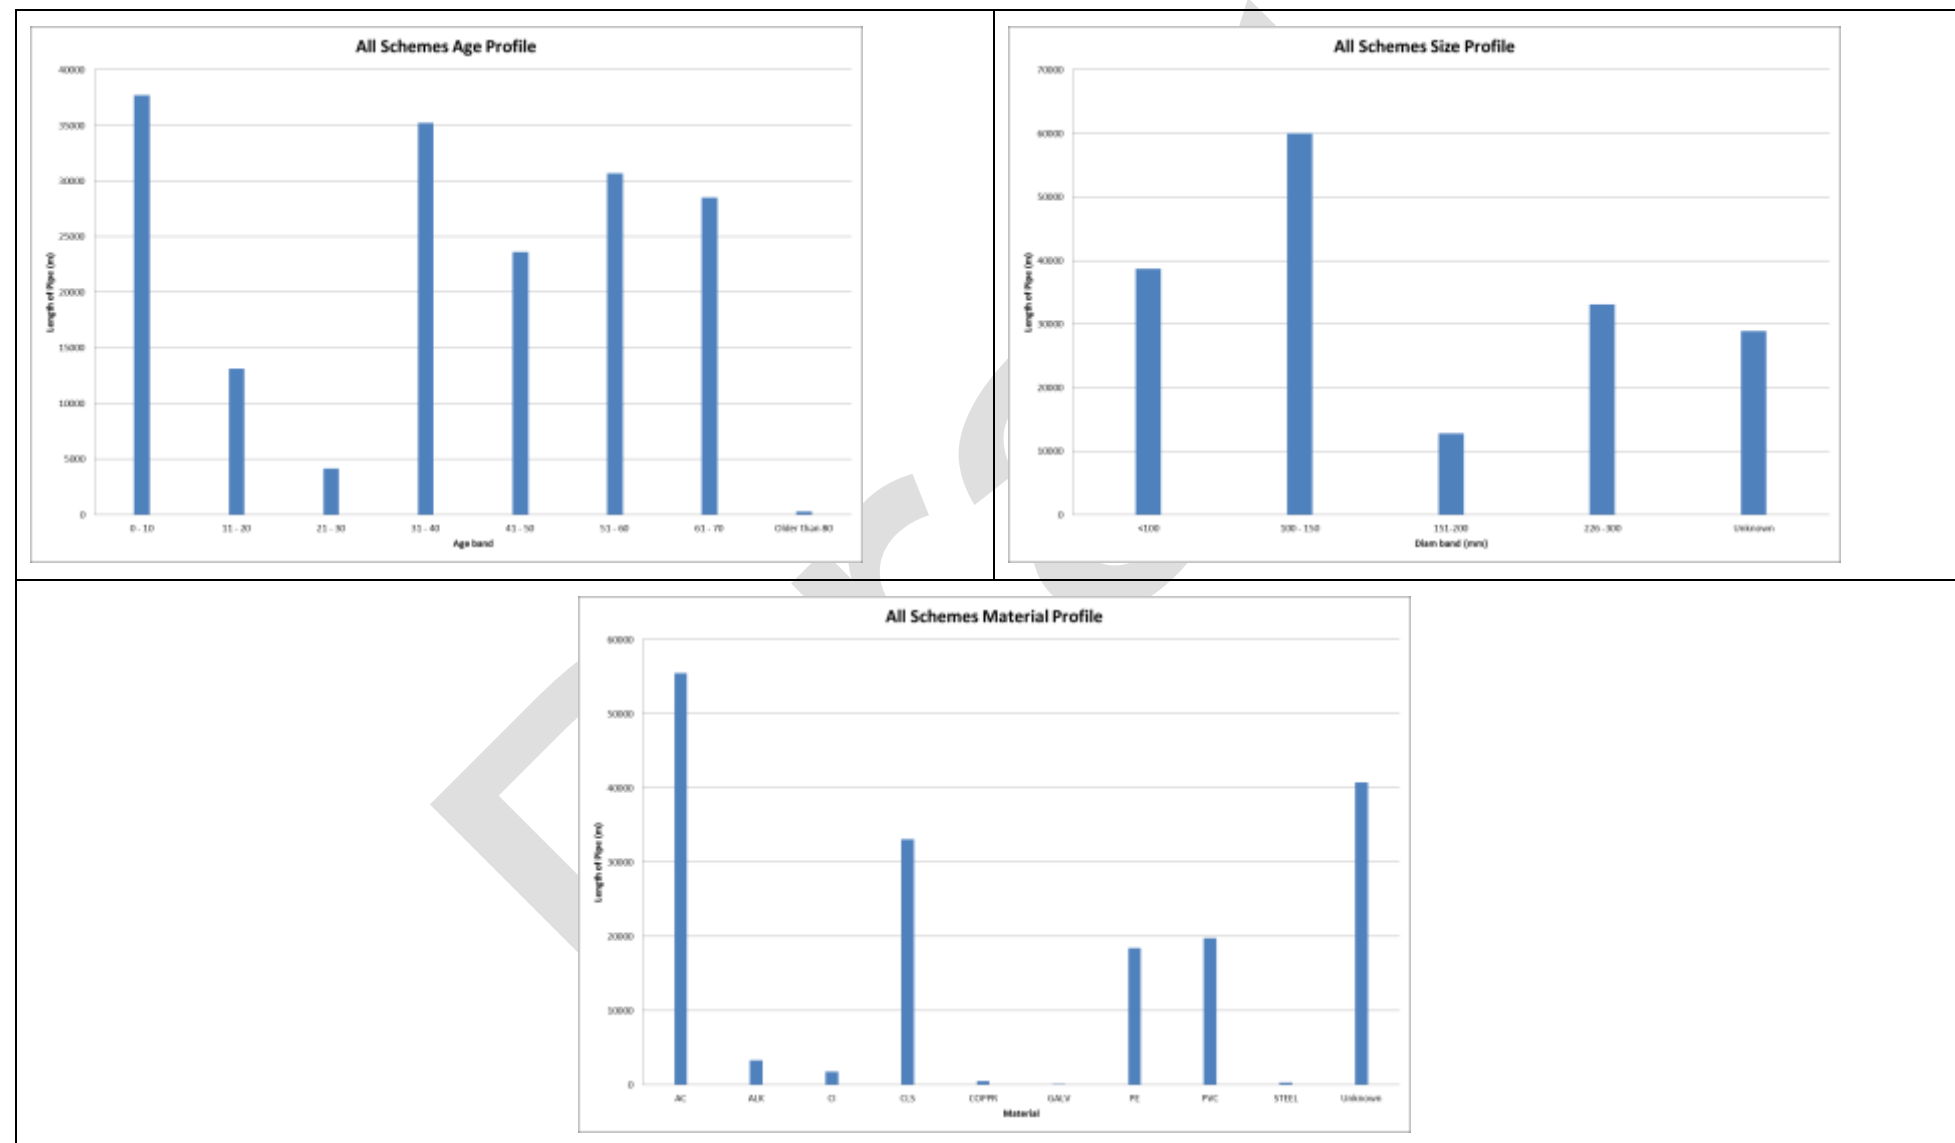 All Schemes Age Profile
40000
35000
30000
25000
20000
15000
10000
5000
0
Length of Pipe (m)
0 - 10 11 - 20 21 - 30 31 - 40 41 - 50 51 - 60 61 - 70 Older than 80
Age band
All Schemes Size Profile
70000
60000
50000
40000
30000
20000
10000
0
Length of Pipe (m)
<100 100 - 150 151-200 226 - 300 Unknown
Diam band (mm)
All Schemes Material Profile
60000
50000
40000
30000
20000
10000
0
Length of Pipe (m)
AC ALK CI CLS COPPR GALV PE PVC STEEL Unknown
Material